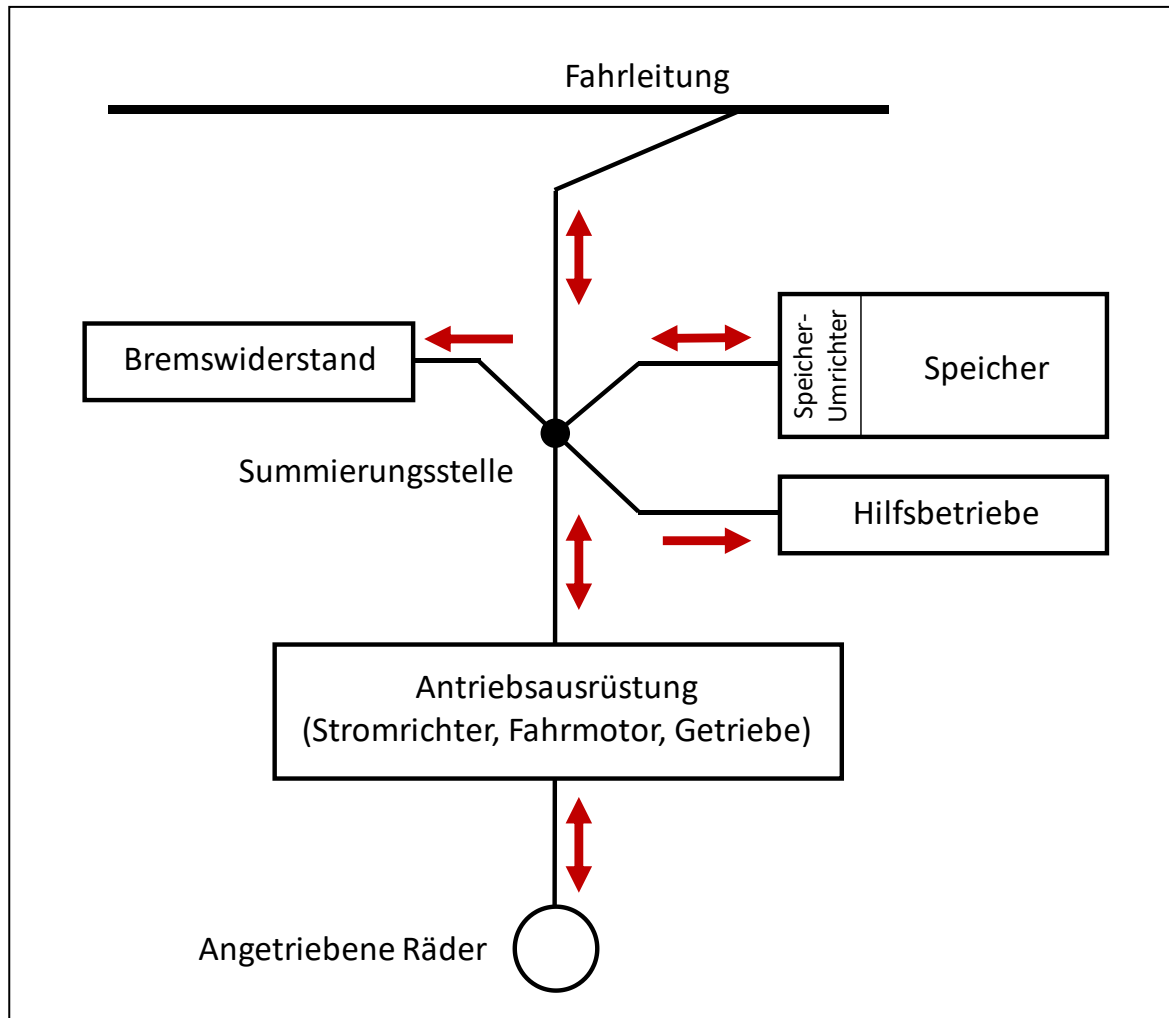 Fahrleitung
Bremswiderstand
Speicher-
Umrichter
Speicher
Summierungsstelle
Hilfsbetriebe
Antriebsausrüstung
(Stromrichter, Fahrmotor, Getriebe)
Angetriebene Räder